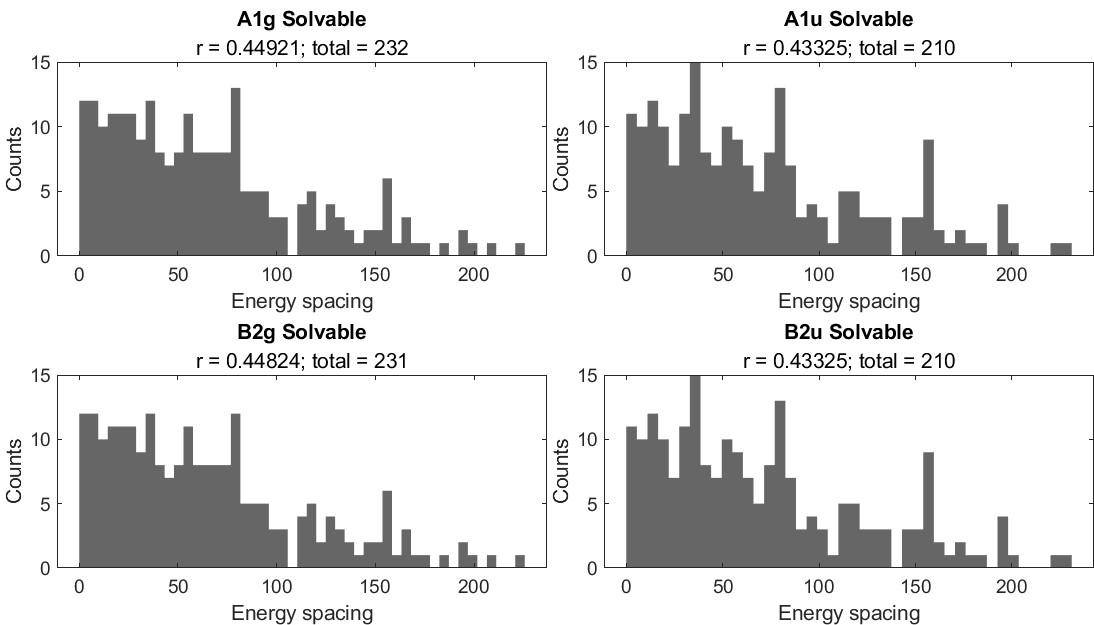 A1g Solvable
r = 0.44921; total = 232
15
10
5
0
Counts
0 50 100 150 200
Energy spacing
A1u Solvable
r = 0.43325; total = 210
15
10
5
0
Counts
0 50 100 150 200
Energy spacing
B2g Solvable
r = 0.44824; total = 231
15
10
5
0
Counts
0 50 100 150 200
Energy spacing
B2u Solvable
r = 0.43325; total = 210
15
10
5
0
Counts
0 50 100 150 200
Energy spacing